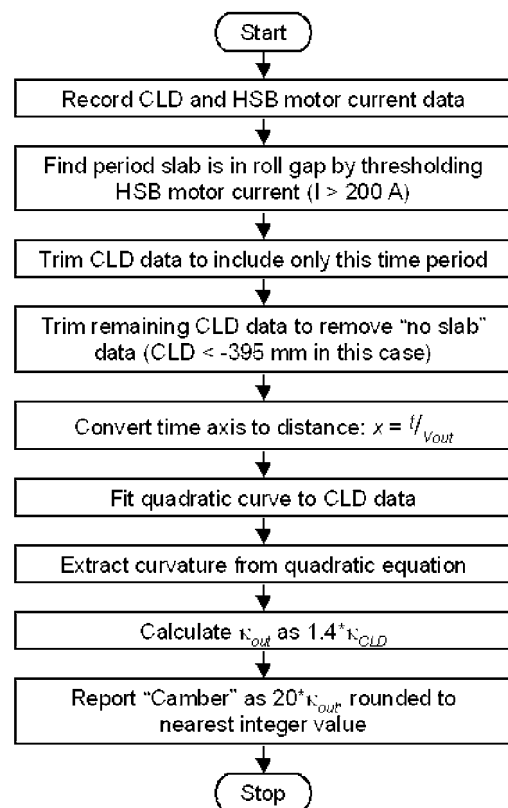 Start
Record CLD and HSB motor current data
Find period slab is in roll gap by thresholding
HSB motor current (I > 200 A)
Trim CLD data to include only this time period
Trim remaining CLD data to remove “no slab”
data (CLD < -395 mm in this case)
Convert time axis to distance: x = t/Vout
Fit quadratic curve to CLD data
Extract curvature from quadratic equation
Calculate κout as 1.4*κCLD
Report “Camber” as 20*κout, rounded to
nearest integer value
Stop